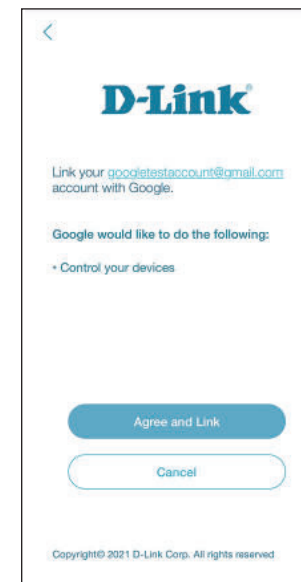 D-Link
Link your googletestaccount@gmail.com
account with Google.
Google would like to do the following:
• Control your devices
Agree and Link
Cancel
Copyright© 2021 D-Link Corp. All rights reserved